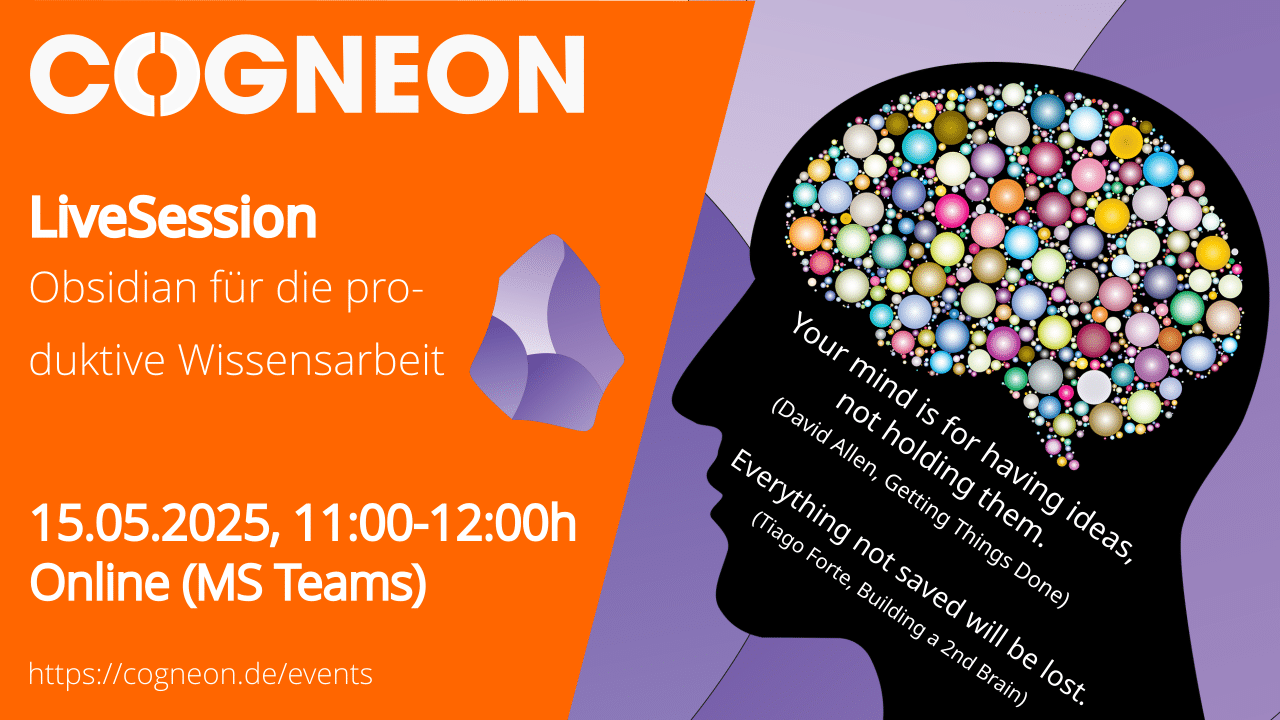 COGNEON
LiveSession
Obsidian für die pro-
duktive Wissensarbeit
15.05.2025, 11:00-12:00h
Online (MS Teams)
https://cogneon.de/events
Your mind is for having ideas,
not holding them.
(David Allen, Getting Things Done)
Everything not saved will be lost.
(Tiago Forte, Building a 2nd Brain)